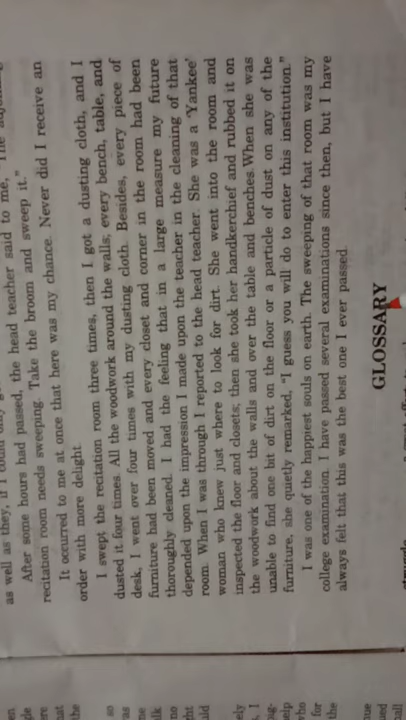 as well as they, if I could only
After some hours had passed, the head teacher said to me, "The adjoining
recitation room needs sweeping. Take the broom and sweep it."
It occurred to me at once that here was my chance. Never did I receive an
order with more delight.
I swept the recitation room three times, then I got a dusting cloth, and I
dusted it four times. All the woodwork around the walls, every bench, table, and
desk, I went over four times with my dusting cloth. Besides, every piece of
furniture had been moved and every closet and corner in the room had been
thoroughly cleaned. I had the feeling that in a large measure my future
depended upon the impression I made upon the teacher in the cleaning of that
room. When I was through I reported to the head teacher. She was a 'Yankee'
woman who knew just where to look for dirt. She went into the room and
inspected the floor and closets; then she took her handkerchief and rubbed it on
the woodwork about the walls and over the table and benches. When she was
unable to find one bit of dirt on the floor or a particle of dust on any of the
furniture, she quietly remarked, "I guess you will do to enter this institution."
I was one of the happiest souls on earth. The sweeping of that room was my
college examination. I have passed several examinations since then, but I have
always felt that this was the best one I ever passed.
GLOSSARY